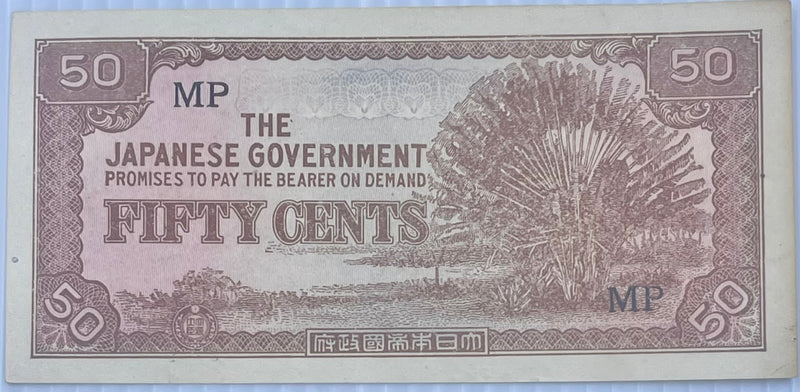 50
50
MP
THE
JAPANESE GOVERNMENT
PROMISES TO PAY THE BEARER ON DEMAND
FIFTY CENTS
MP
50
50
府政國帝本日大